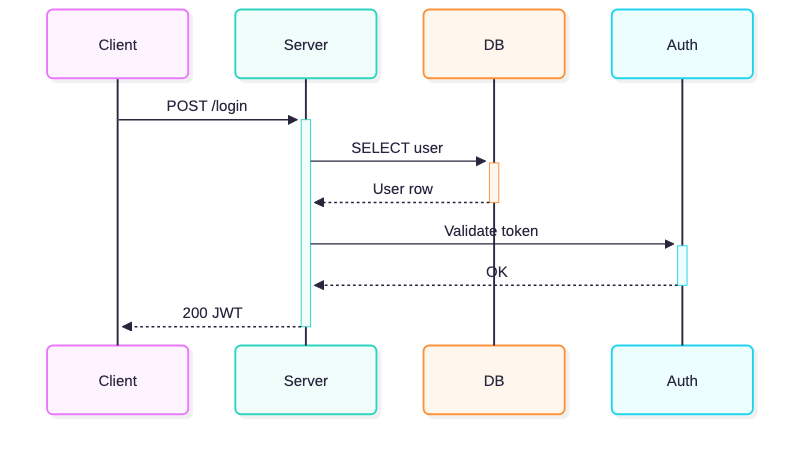 Client
Server
DB
Auth
POST /login
SELECT user
User row
Validate token
OK
200 JWT
Client
Server
DB
Auth